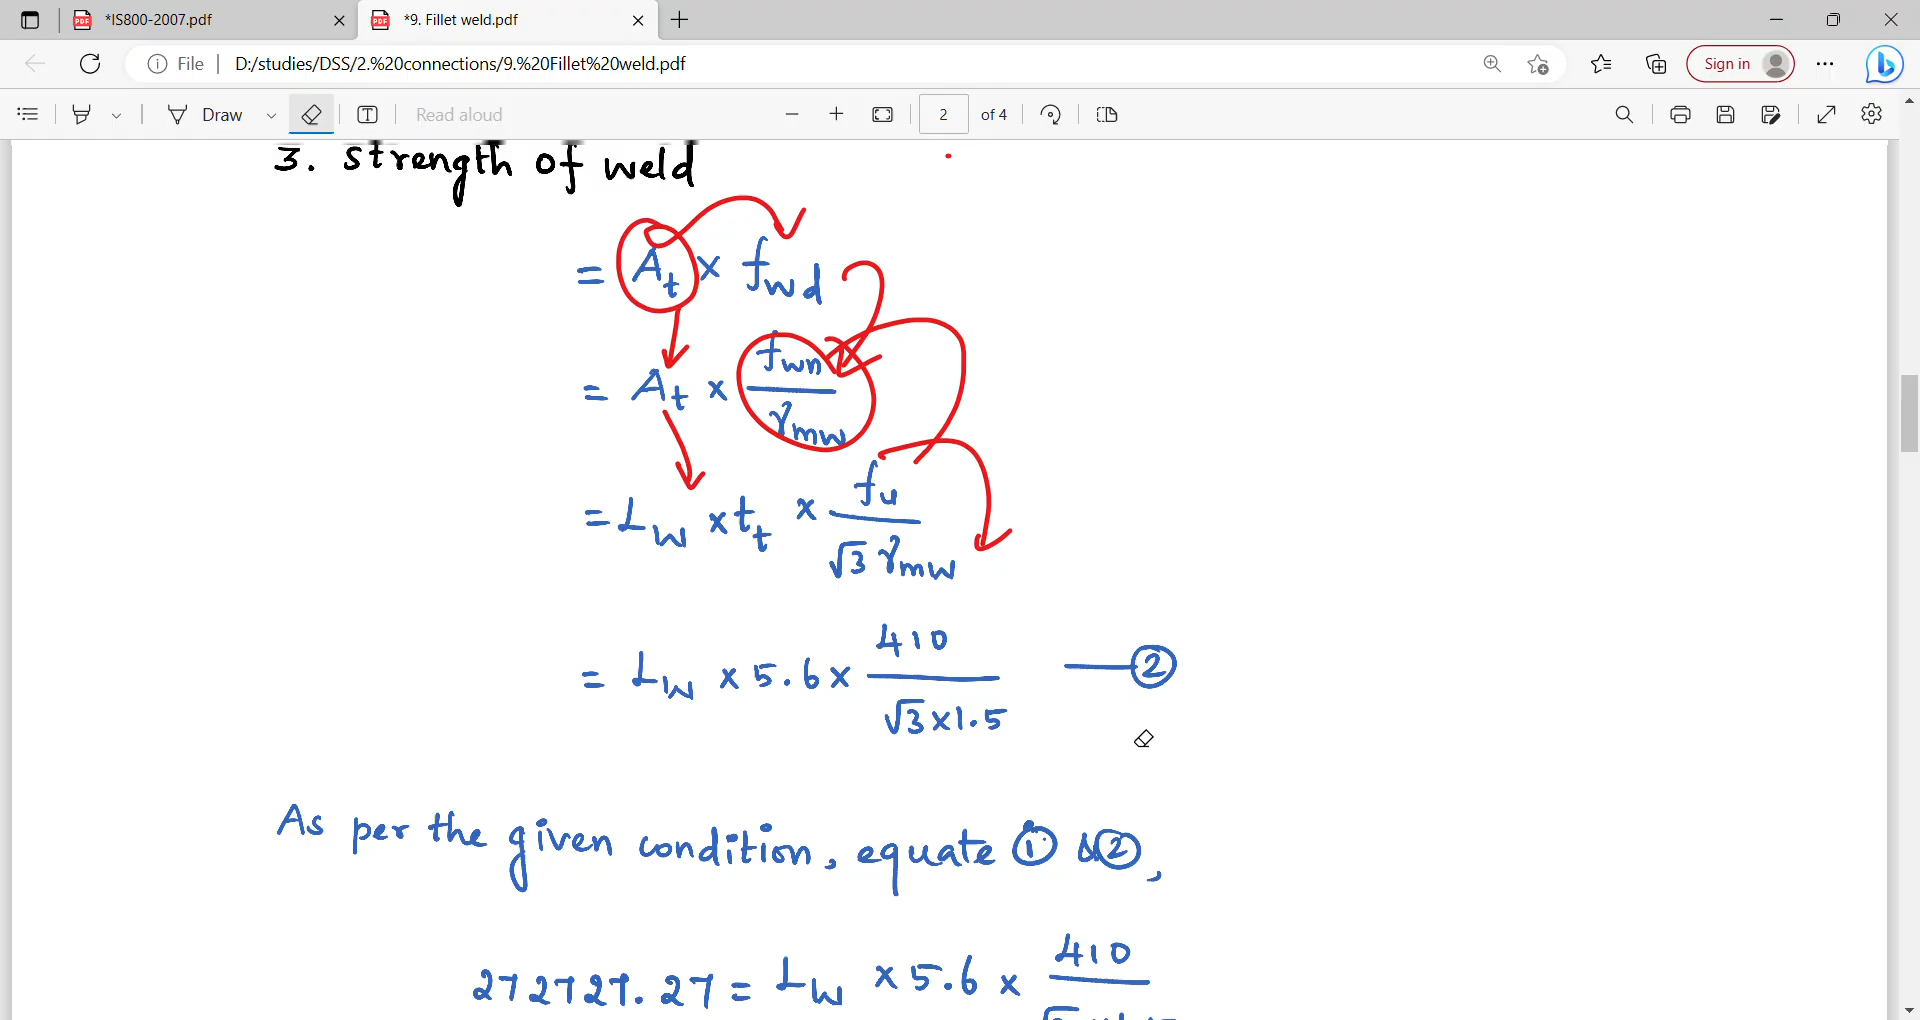 *IS800-2007.pdf
*9. Fillet weld.pdf
File | D:/studies/DSS/2.%20connections/9.%20Fillet%20weld.pdf
Sign in
Draw
Read aloud
2 of 4
3. strength of weld
= At × fwd
= At × fwn / γmw
= Lw × tt × fu / √3 γmw
= Lw × 5.6 × 410 / √3 × 1.5 — ②
As per the given condition, equate ① & ②,
272727.27 = Lw × 5.6 × 410